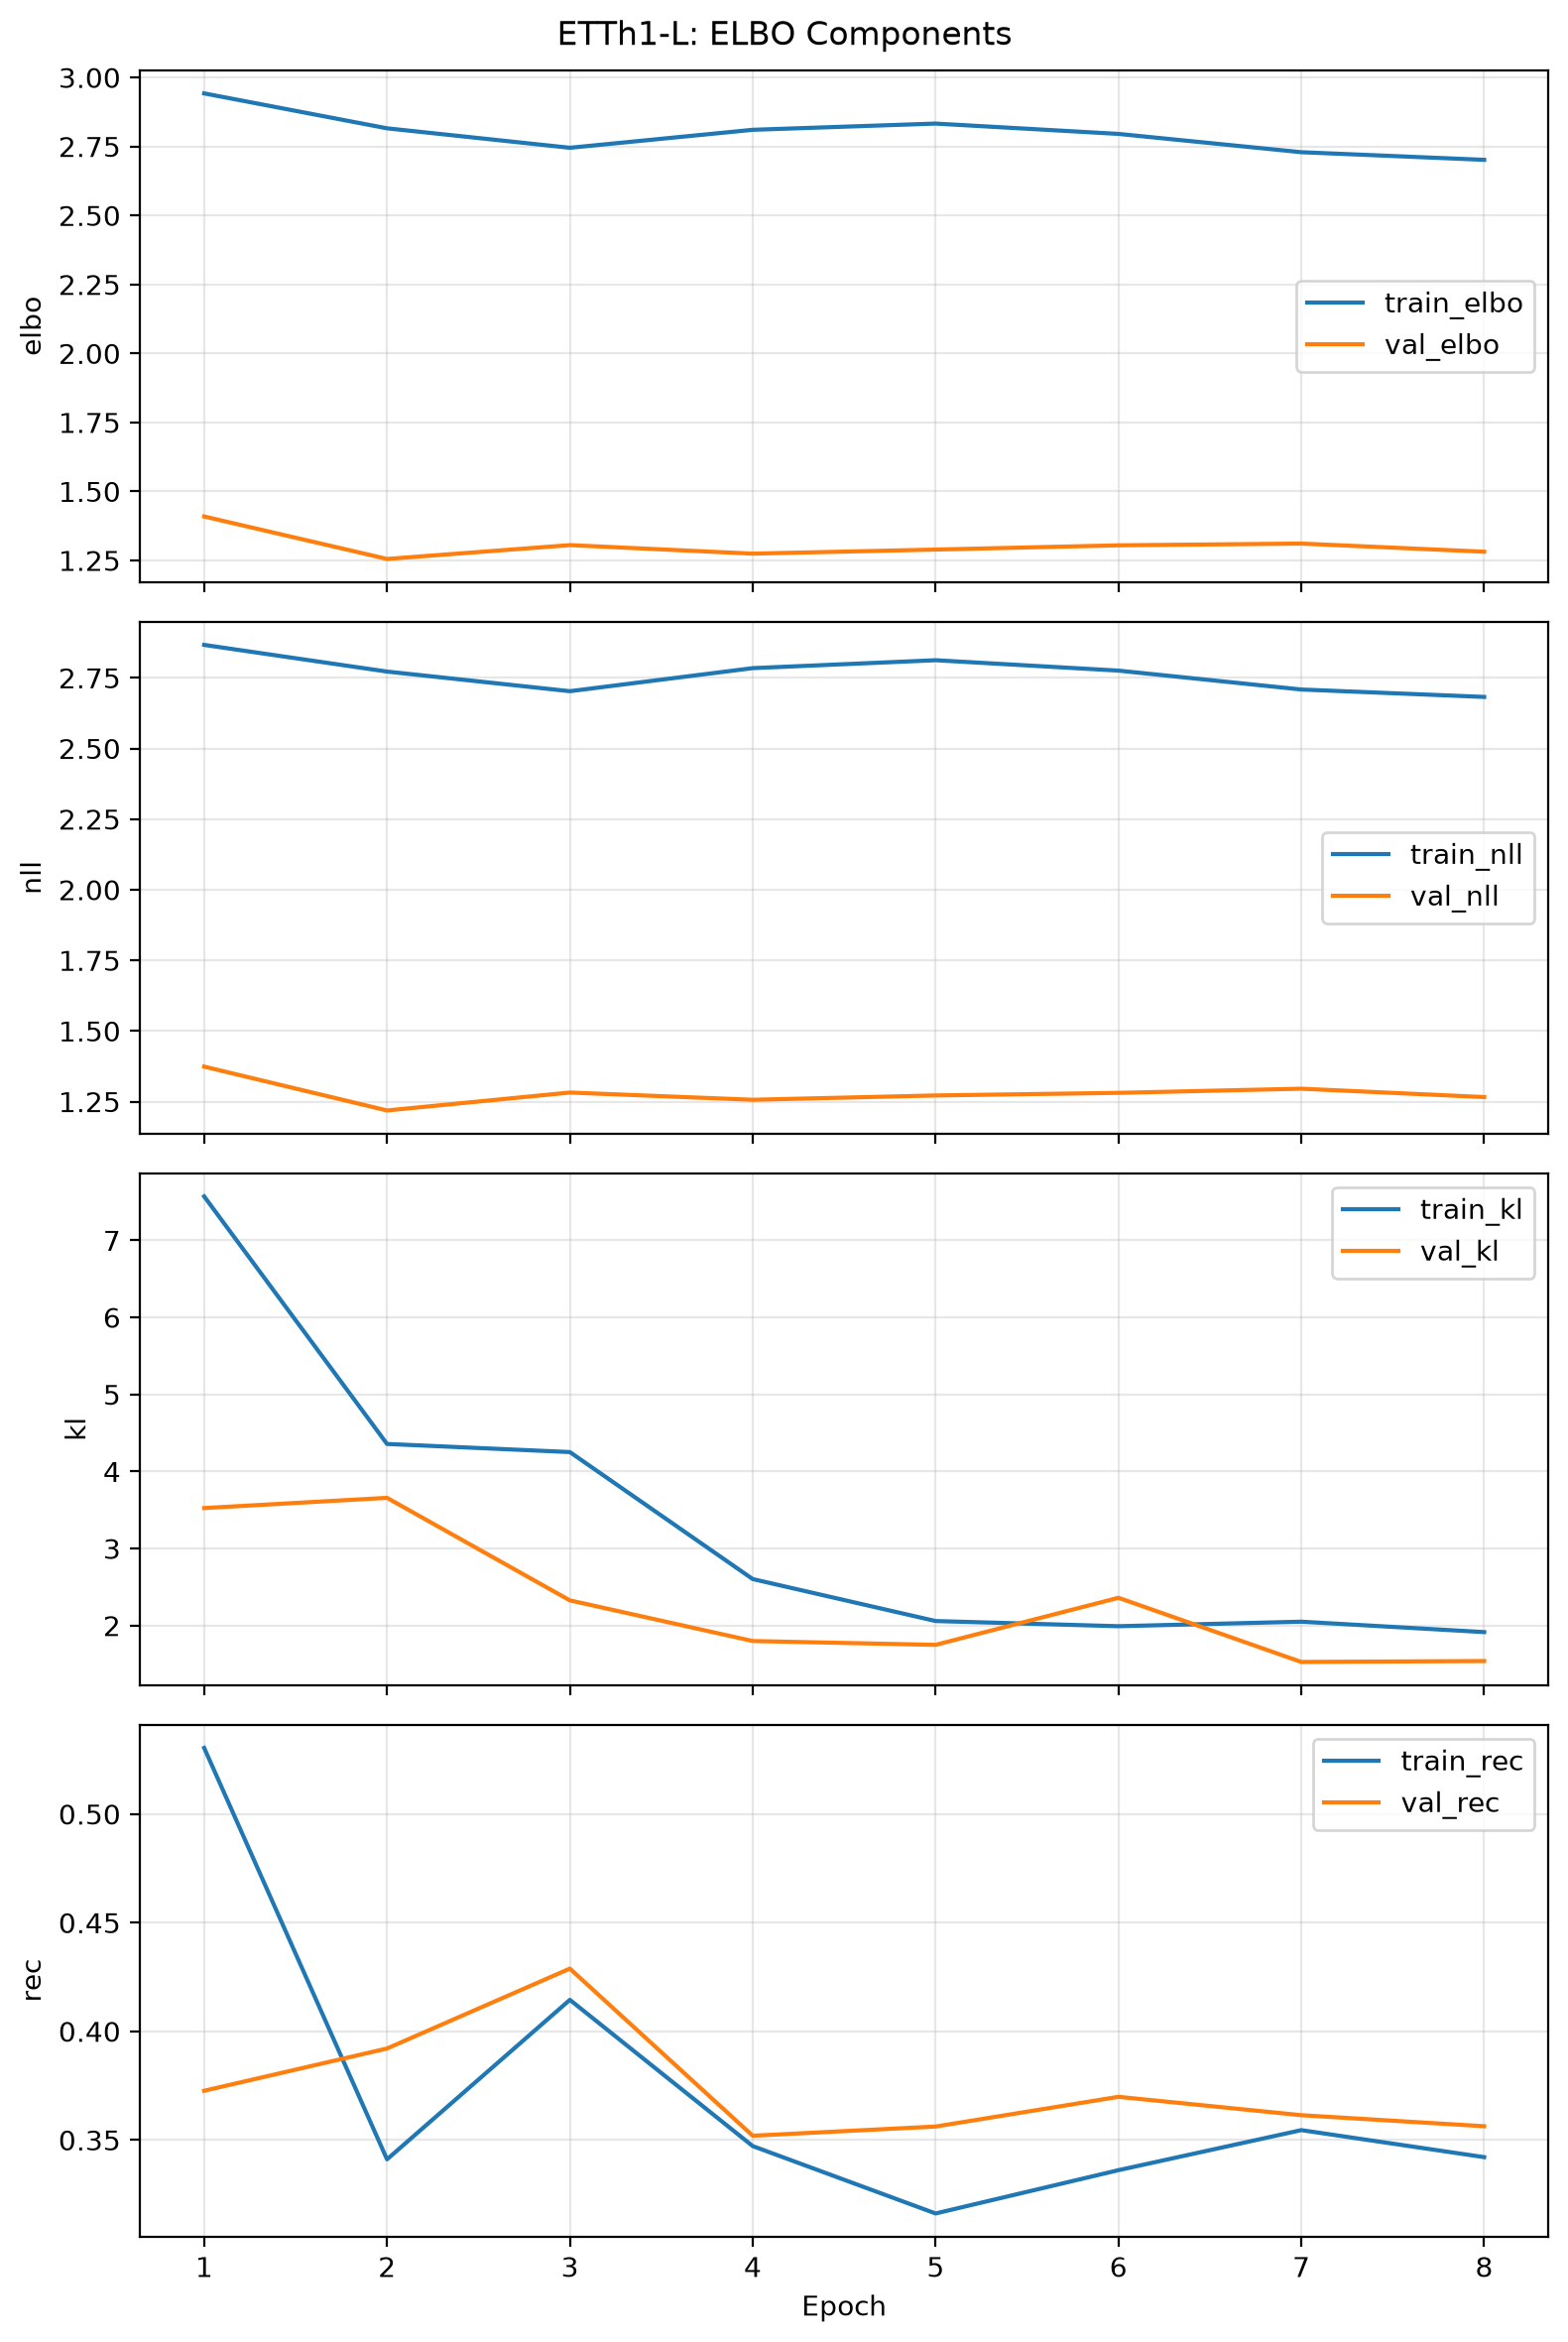 ETTh1-L: ELBO Components
3.00
2.75
2.50
2.25
2.00
1.75
1.50
1.25
elbo
train_elbo
val_elbo
2.75
2.50
2.25
2.00
1.75
1.50
1.25
nll
train_nll
val_nll
7
6
5
4
3
2
kl
train_kl
val_kl
0.50
0.45
0.40
0.35
rec
train_rec
val_rec
1 2 3 4 5 6 7 8
Epoch